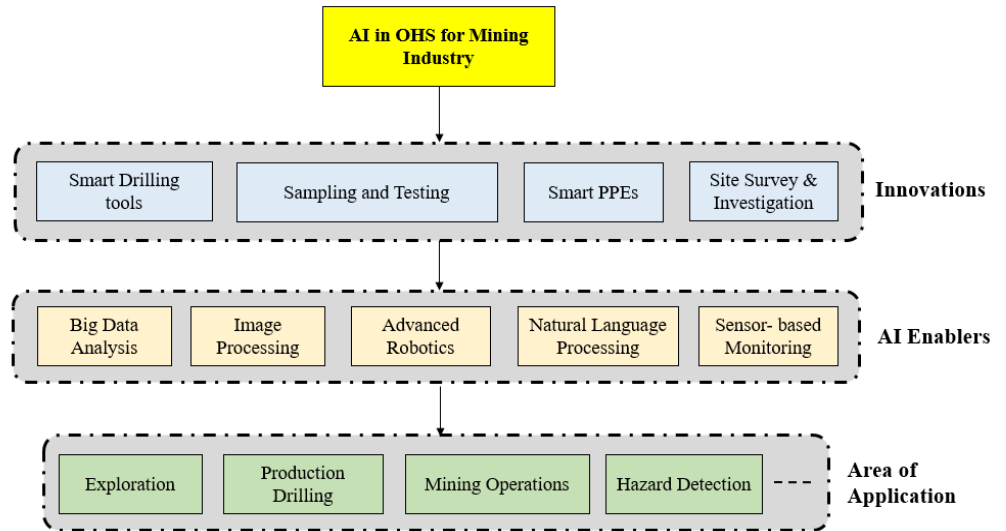 AI in OHS for Mining
Industry
Smart Drilling
tools
Sampling and Testing
Smart PPEs
Site Survey &
Investigation
Innovations
Big Data
Analysis
Image
Processing
Advanced
Robotics
Natural Language
Processing
Sensor- based
Monitoring
AI Enablers
Exploration
Production
Drilling
Mining Operations
Hazard Detection
Area of
Application